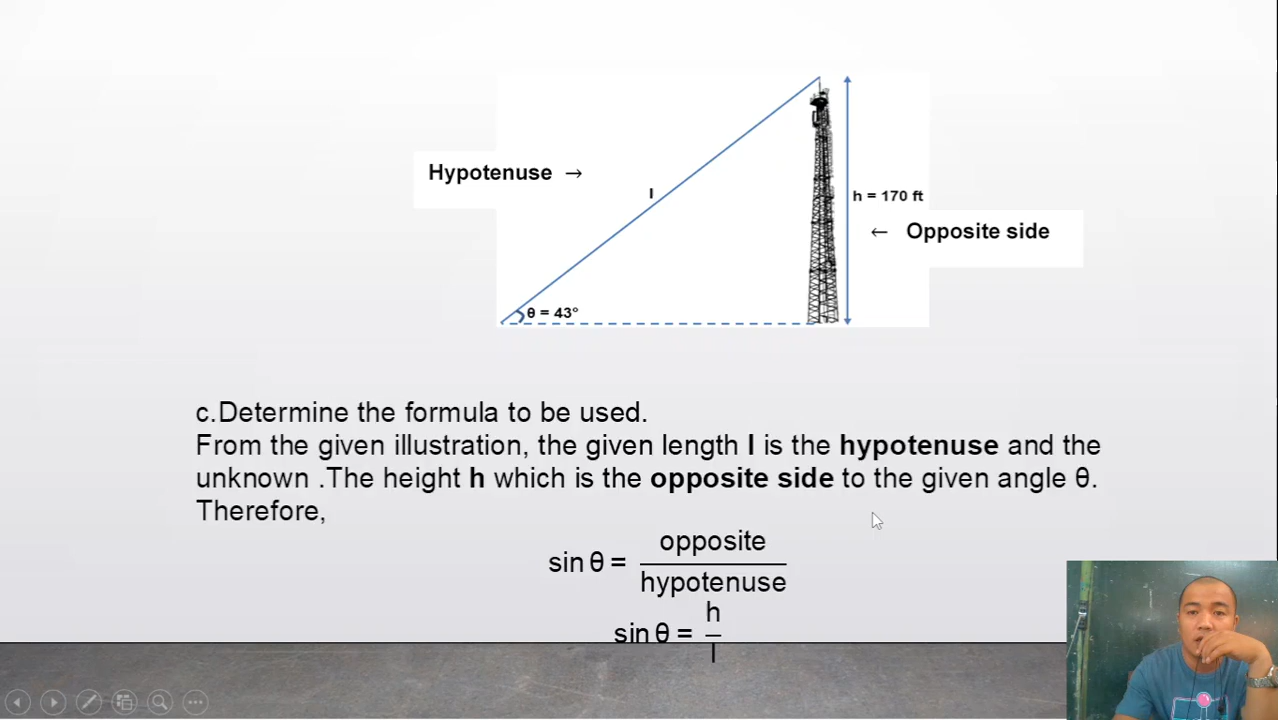 Hypotenuse →
l
h = 170 ft
← Opposite side
θ = 43°
c.Determine the formula to be used.
From the given illustration, the given length l is the hypotenuse and the
unknown .The height h which is the opposite side to the given angle θ.
Therefore,
sin θ = opposite / hypotenuse
sin θ = h / l